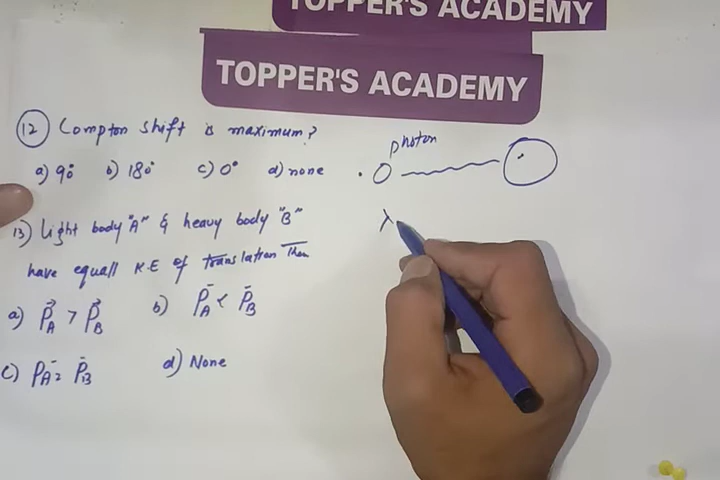 TOPPER'S ACADEMY
TOPPER'S ACADEMY
12 Compton shift is maximum?
a) 90° b) 180° c) 0° d) none
13) Light body "A" & heavy body "B"
have equall K.E of Translation Then
a) P⃗A > P⃗B b) P̄A < P̄B
c) P̄A = P̄B d) None
photon
λ